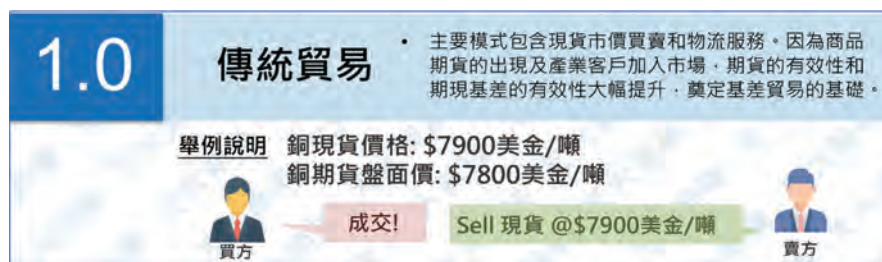 1.0
傳統貿易
• 主要模式包含現貨市價買賣和物流服務。因為商品
期貨的出現及產業客戶加入市場，期貨的有效性和
期現基差的有效性大幅提升，奠定基差貿易的基礎。
舉例說明 銅現貨價格: $7900美金/噸
銅期貨盤面價: $7800美金/噸
成交! Sell 現貨 @$7900美金/噸
買方 賣方